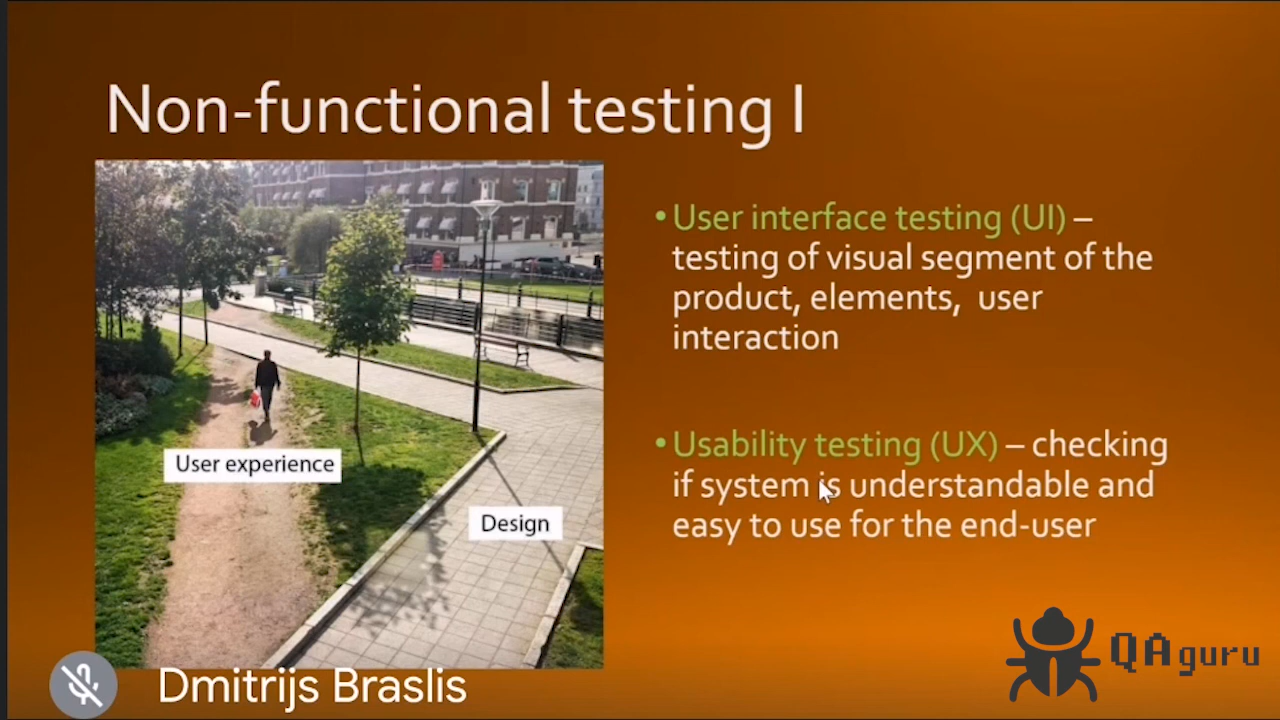 Non-functional testing I
User experience
Design
• User interface testing (UI) –
testing of visual segment of the
product, elements, user
interaction
• Usability testing (UX) – checking
if system is understandable and
easy to use for the end-user
Dmitrijs Braslis
QA guru